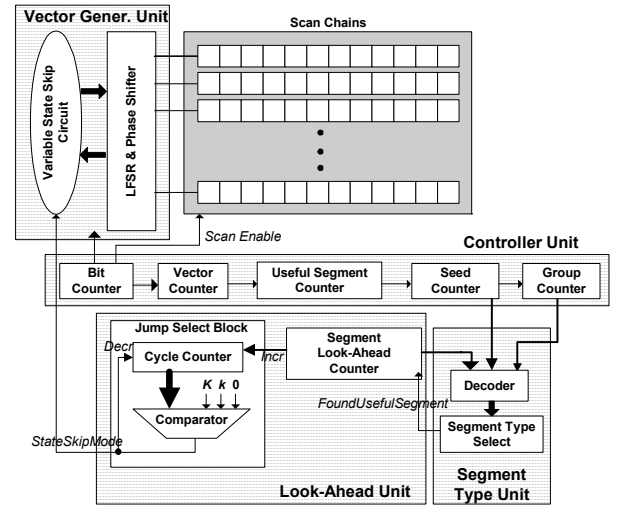 Vector Gener. Unit
Scan Chains
Variable State Skip
Circuit
LFSR & Phase Shifter
Scan Enable
Controller Unit
Bit
Counter
Vector
Counter
Useful Segment
Counter
Seed
Counter
Group
Counter
Jump Select Block
Decr
Cycle Counter
Incr
Segment
Look-Ahead
Counter
K k 0
Comparator
StateSkipMode
FoundUsefulSegment
Decoder
Segment Type
Select
Look-Ahead Unit
Segment
Type Unit